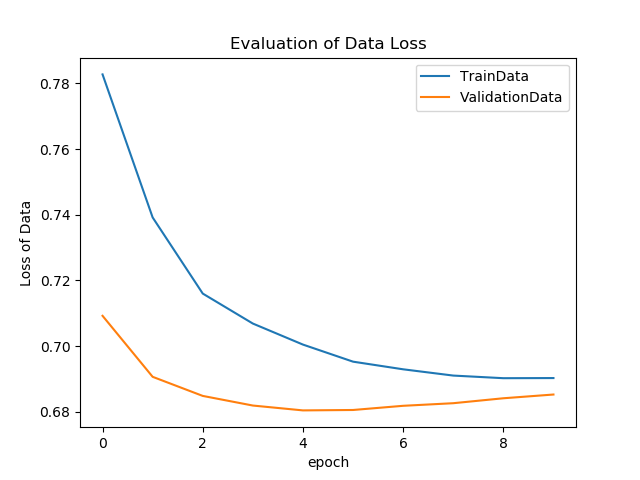 Evaluation of Data Loss
TrainData
ValidationData
0.78
0.76
0.74
0.72
0.70
0.68
Loss of Data
0 2 4 6 8
epoch